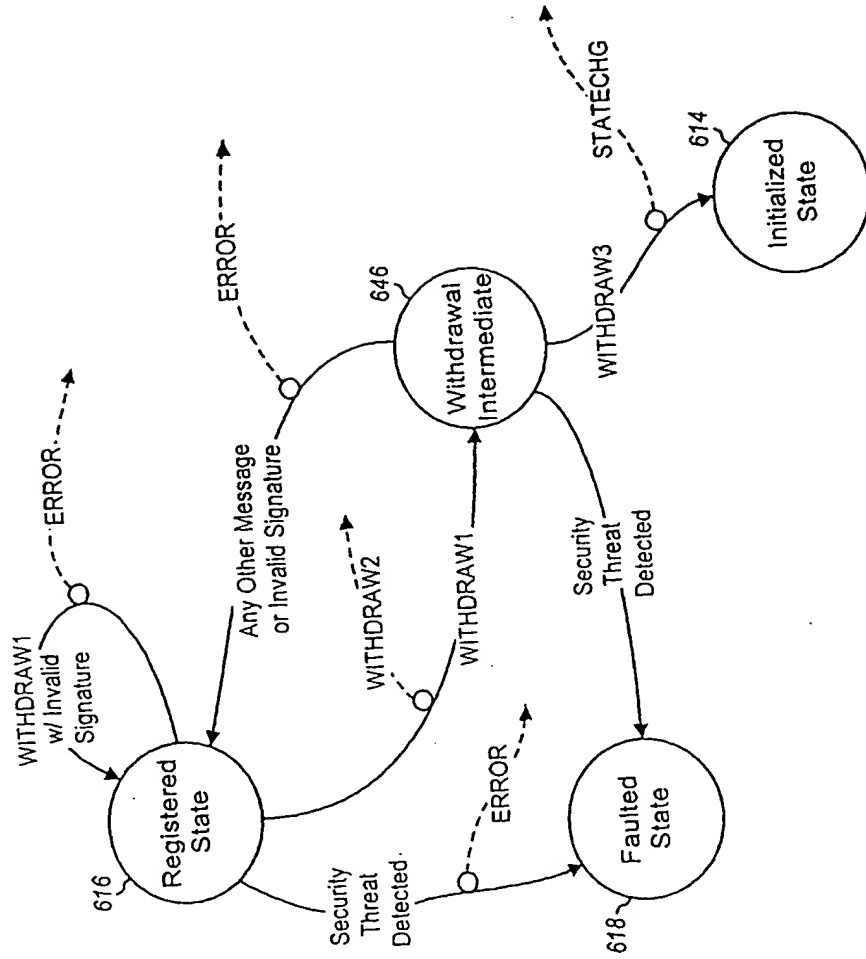 WITHDRAW1
w/ Invalid
Signature
ERROR
616
Registered
State
Any Other Message
or Invalid Signature
ERROR
WITHDRAW2
WITHDRAW1
646
Withdrawal
Intermediate
Security
Threat
Detected.
ERROR
618
Faulted
State
Security
Threat
Detected
WITHDRAW3
STATECHG
614
Initialized
State